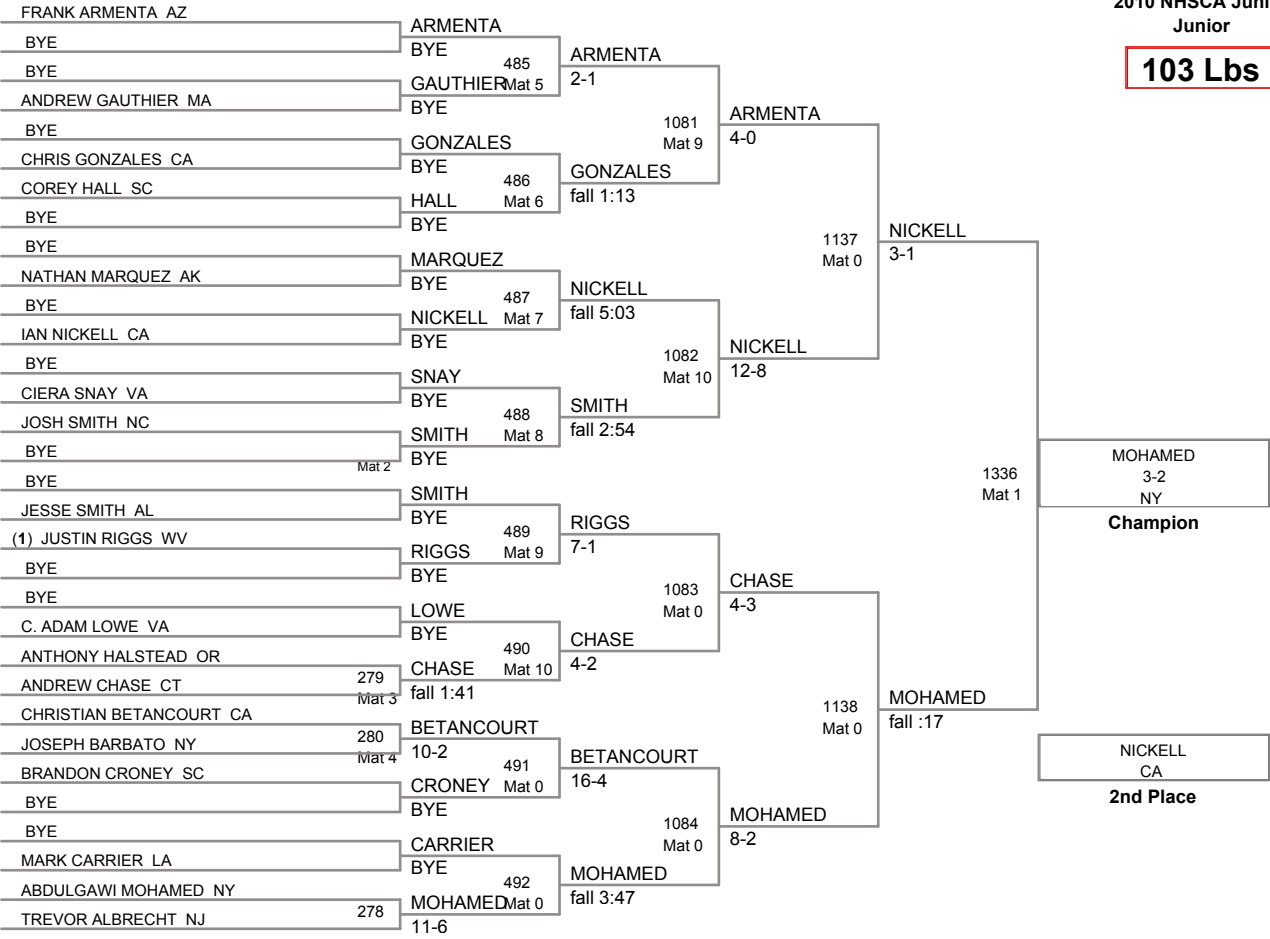 2010 NHSCA Juni
Junior
103 Lbs
FRANK ARMENTA AZ
BYE
BYE
ANDREW GAUTHIER MA
BYE
CHRIS GONZALES CA
COREY HALL SC
BYE
BYE
NATHAN MARQUEZ AK
BYE
IAN NICKELL CA
BYE
CIERA SNAY VA
JOSH SMITH NC
BYE
Mat 2
BYE
JESSE SMITH AL
(1) JUSTIN RIGGS WV
BYE
BYE
C. ADAM LOWE VA
ANTHONY HALSTEAD OR
279
ANDREW CHASE CT
Mat 3
CHRISTIAN BETANCOURT CA
280
JOSEPH BARBATO NY
Mat 4
BRANDON CRONEY SC
BYE
BYE
MARK CARRIER LA
ABDULGAWI MOHAMED NY
278
TREVOR ALBRECHT NJ
ARMENTA
BYE
485
GAUTHIER Mat 5
BYE
GONZALES
BYE
486
HALL Mat 6
BYE
MARQUEZ
BYE
487
NICKELL Mat 7
BYE
SNAY
BYE
488
SMITH Mat 8
BYE
SMITH
BYE
489
RIGGS Mat 9
BYE
LOWE
BYE
490
CHASE Mat 10
fall 1:41
BETANCOURT
10-2
491
CRONEY Mat 0
BYE
CARRIER
BYE
492
MOHAMED Mat 0
11-6
ARMENTA
2-1
1081
Mat 9
GONZALES
fall 1:13
NICKELL
fall 5:03
1082
Mat 10
SMITH
fall 2:54
RIGGS
7-1
1083
Mat 0
CHASE
4-2
BETANCOURT
16-4
1084
Mat 0
MOHAMED
fall 3:47
ARMENTA
4-0
1137
Mat 0
NICKELL
12-8
CHASE
4-3
1138
Mat 0
MOHAMED
8-2
NICKELL
3-1
1336
Mat 1
MOHAMED
fall :17
MOHAMED
3-2
NY
Champion
NICKELL
CA
2nd Place